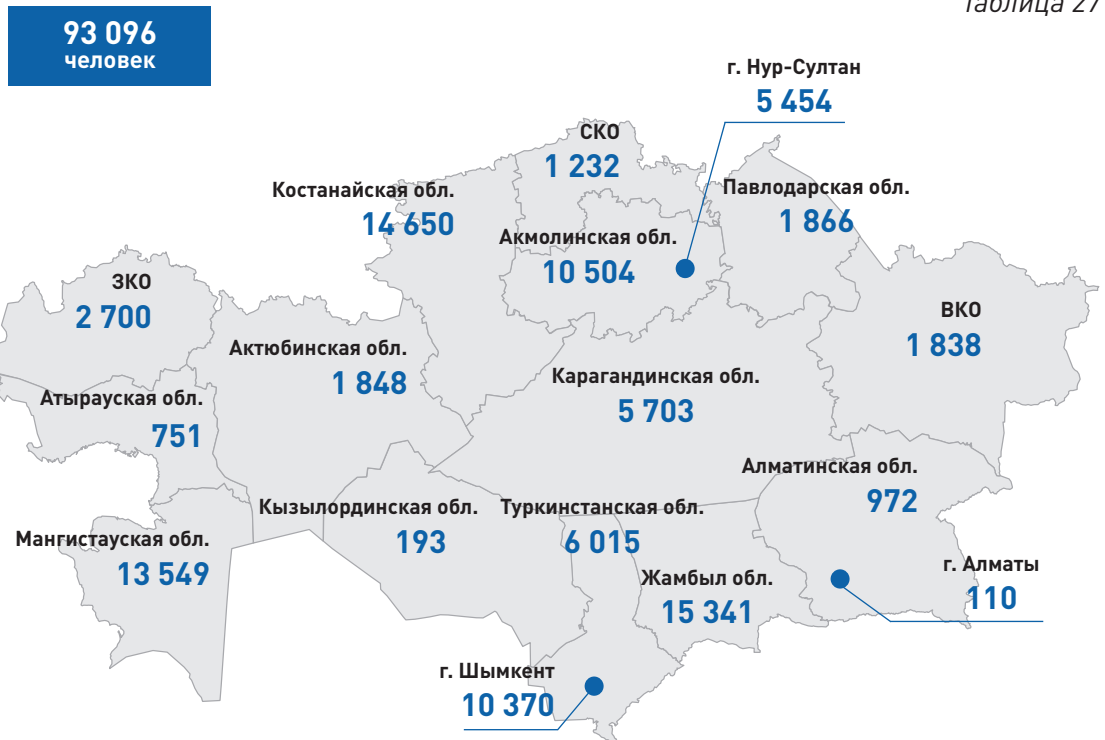 Таблица 27
93 096
человек
г. Нур-Султан
5 454
СКО
1 232
Костанайская обл.
14 650
Павлодарская обл.
1 866
Акмолинская обл.
10 504
ЗКО
2 700
ВКО
1 838
Актюбинская обл.
1 848
Карагандинская обл.
5 703
Атырауская обл.
751
Алматинская обл.
972
Кызылординская обл.
193
Туркинстанская обл.
6 015
Мангистауская обл.
13 549
Жамбыл обл.
15 341
г. Алматы
110
г. Шымкент
10 370